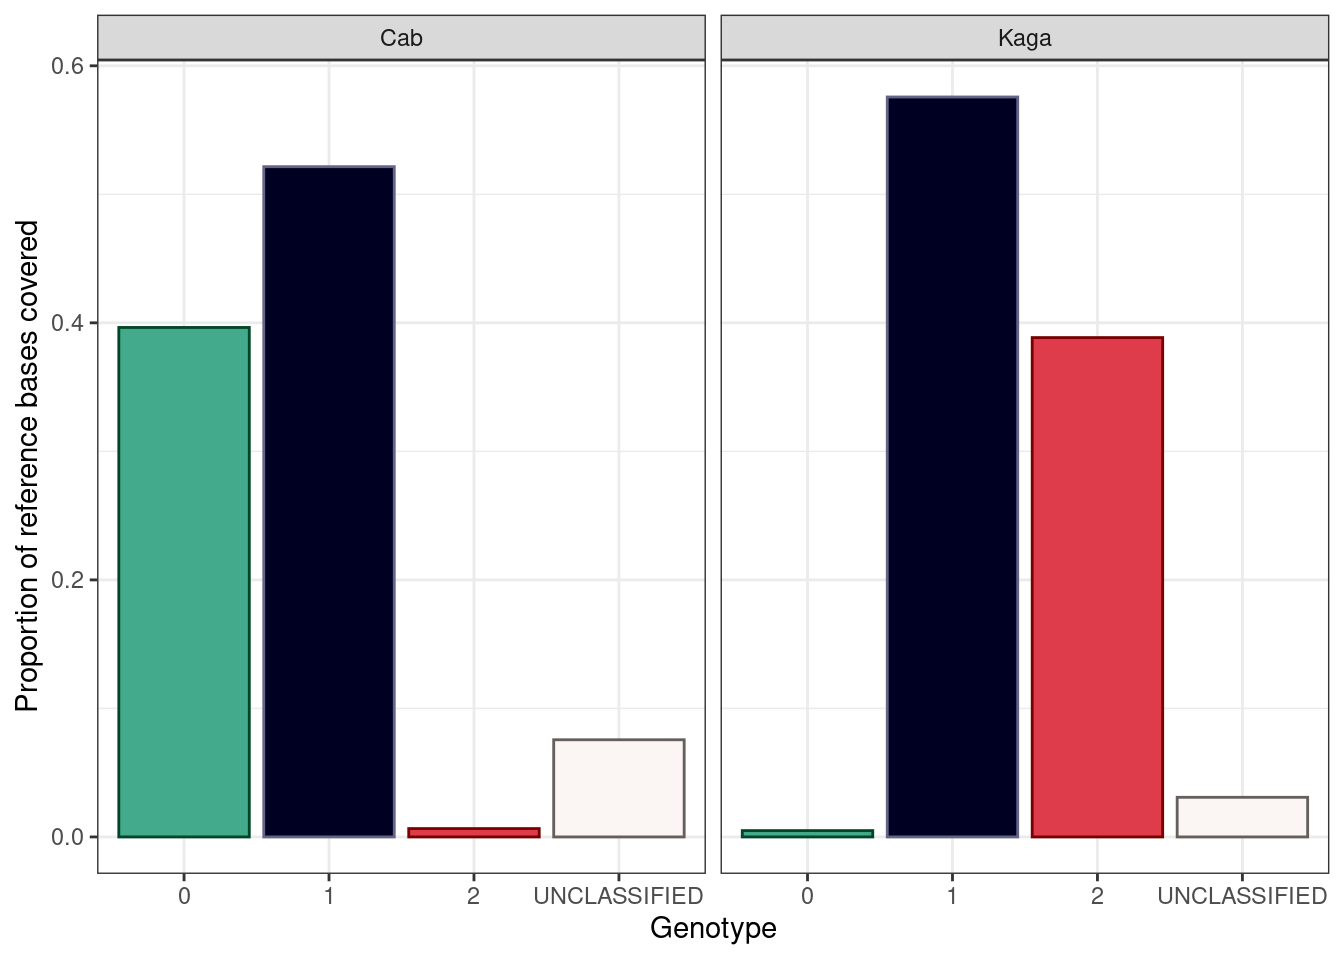 Cab
Kaga
Proportion of reference bases covered
0.6
0.4
0.2
0.0
0 1 2 UNCLASSIFIED
0 1 2 UNCLASSIFIED
Genotype